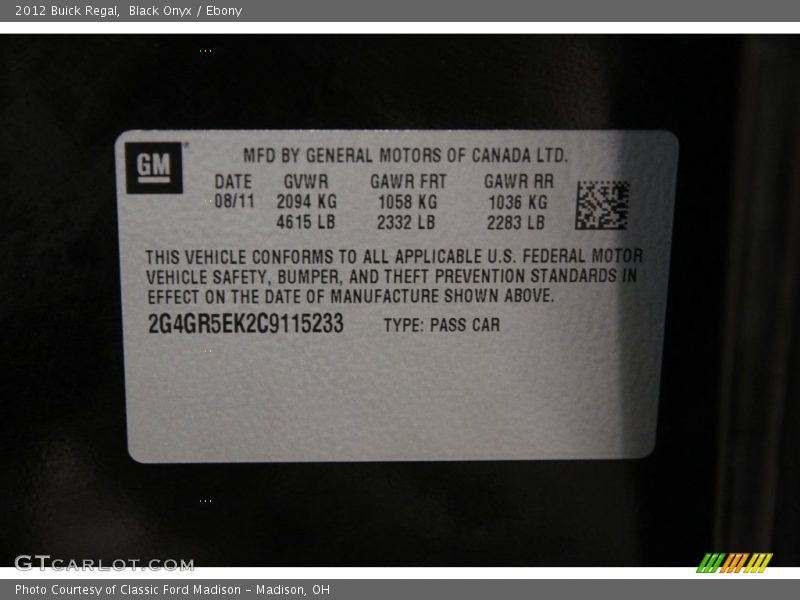 2012 Buick Regal, Black Onyx / Ebony
GM
MFD BY GENERAL MOTORS OF CANADA LTD.
DATE GVWR GAWR FRT GAWR RR
08/11 2094 KG 1058 KG 1036 KG
4615 LB 2332 LB 2283 LB
THIS VEHICLE CONFORMS TO ALL APPLICABLE U.S. FEDERAL MOTOR
VEHICLE SAFETY, BUMPER, AND THEFT PREVENTION STANDARDS IN
EFFECT ON THE DATE OF MANUFACTURE SHOWN ABOVE.
2G4GR5EK2C9115233 TYPE: PASS CAR
GTCARLOT.COM
Photo Courtesy of Classic Ford Madison - Madison, OH